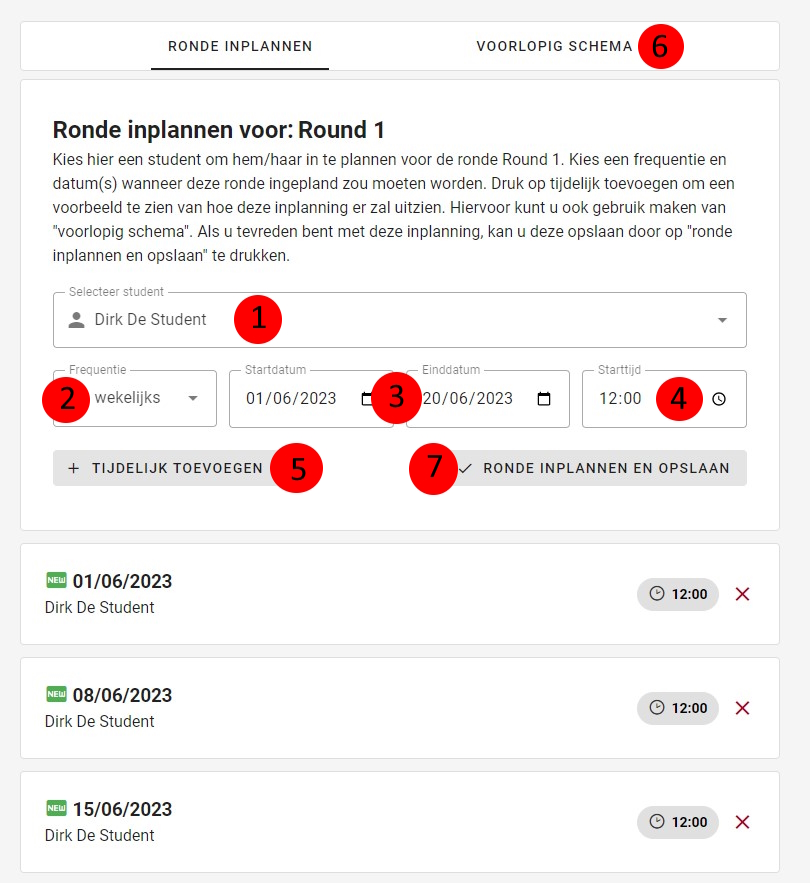 RONDE INPLANNEN VOORLOPIG SCHEMA 6
Ronde inplannen voor: Round 1
Kies hier een student om hem/haar in te plannen voor de ronde Round 1. Kies een frequentie en
datum(s) wanneer deze ronde ingepland zou moeten worden. Druk op tijdelijk toevoegen om een
voorbeeld te zien van hoe deze inplanning er zal uitzien. Hiervoor kunt u ook gebruik maken van
"voorlopig schema". Als u tevreden bent met deze inplanning, kan u deze opslaan door op "ronde
inplannen en opslaan" te drukken.
Selecteer student
Dirk De Student 1
Frequentie Startdatum Einddatum Starttijd
2 wekelijks 01/06/2023 3 20/06/2023 12:00 4
+ TIJDELIJK TOEVOEGEN 5 7 RONDE INPLANNEN EN OPSLAAN
NEW 01/06/2023
Dirk De Student
12:00
NEW 08/06/2023
Dirk De Student
12:00
NEW 15/06/2023
Dirk De Student
12:00